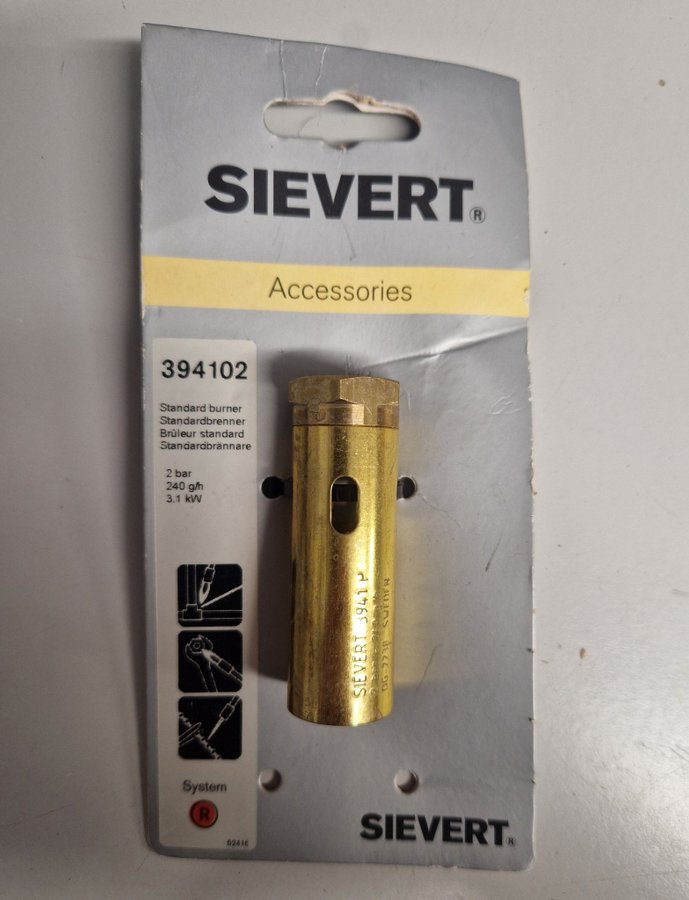 SIEVERT®
Accessories
394102
Standard burner
Standardbrenner
Brûleur standard
Standardbrännare
2 bar
240 g/h
3.1 kW
SIEVERT 3941 P
SWEDEN
System
R
SIEVERT®